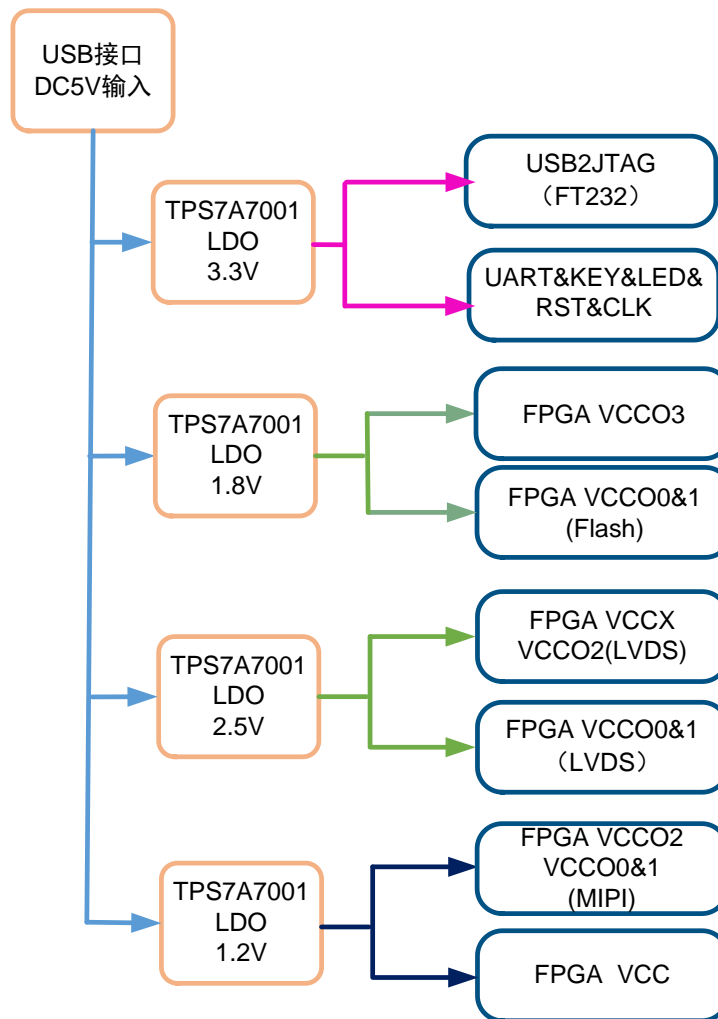 USB接口
DC5V输入
TPS7A7001
LDO
3.3V
USB2JTAG
（FT232）
UART&KEY&LED&
RST&CLK
TPS7A7001
LDO
1.8V
FPGA VCCO3
FPGA VCCO0&1
(Flash)
TPS7A7001
LDO
2.5V
FPGA VCCX
VCCO2(LVDS)
FPGA VCCO0&1
（LVDS）
TPS7A7001
LDO
1.2V
FPGA VCCO2
VCCO0&1
(MIPI)
FPGA  VCC